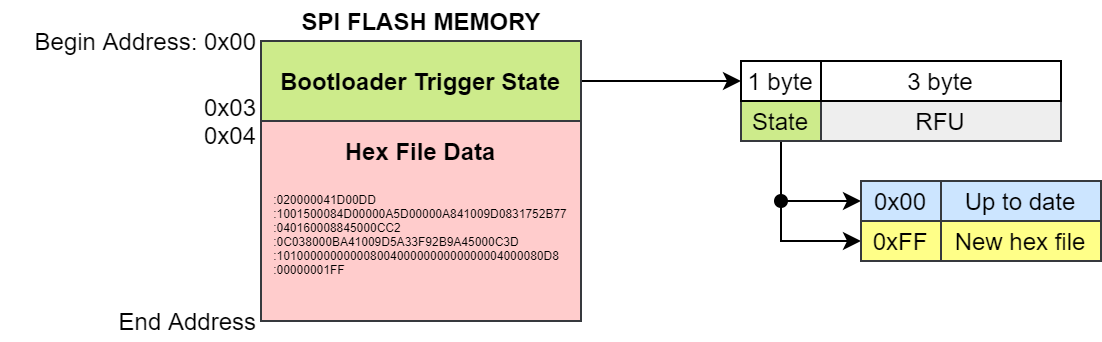 SPI FLASH MEMORY
Begin Address: 0x00
Bootloader Trigger State
0x03
0x04
Hex File Data
:020000041D00DD
:1001500084D00000A5D00000A841009D0831752B77
:040160008845000CC2
:0C038000BA41009D5A33F92B9A45000C3D
:10100000000008004000000000000004000080D8
:00000001FF
End Address
1 byte 3 byte
State RFU
0x00 Up to date
0xFF New hex file